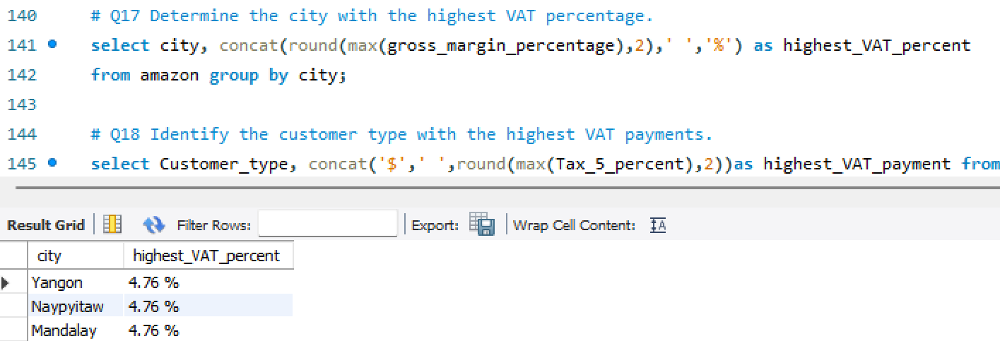 140 # Q17 Determine the city with the highest VAT percentage.
141 select city, concat(round(max(gross_margin_percentage),2),' ','%') as highest_VAT_percent
142 from amazon group by city;
143
144 # Q18 Identify the customer type with the highest VAT payments.
145 select Customer_type, concat('$',' ',round(max(Tax_5_percent),2))as highest_VAT_payment from
Result Grid Filter Rows: Export: Wrap Cell Content:
city highest_VAT_percent
Yangon 4.76 %
Naypyitaw 4.76 %
Mandalay 4.76 %